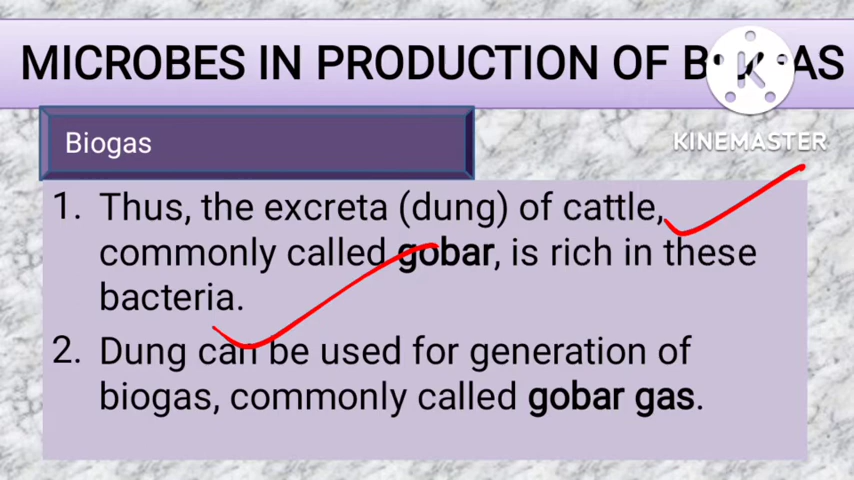 MICROBES IN PRODUCTION OF BIOGAS
KINEMASTER
Biogas
1. Thus, the excreta (dung) of cattle,
commonly called gobar, is rich in these
bacteria.
2. Dung can be used for generation of
biogas, commonly called gobar gas.